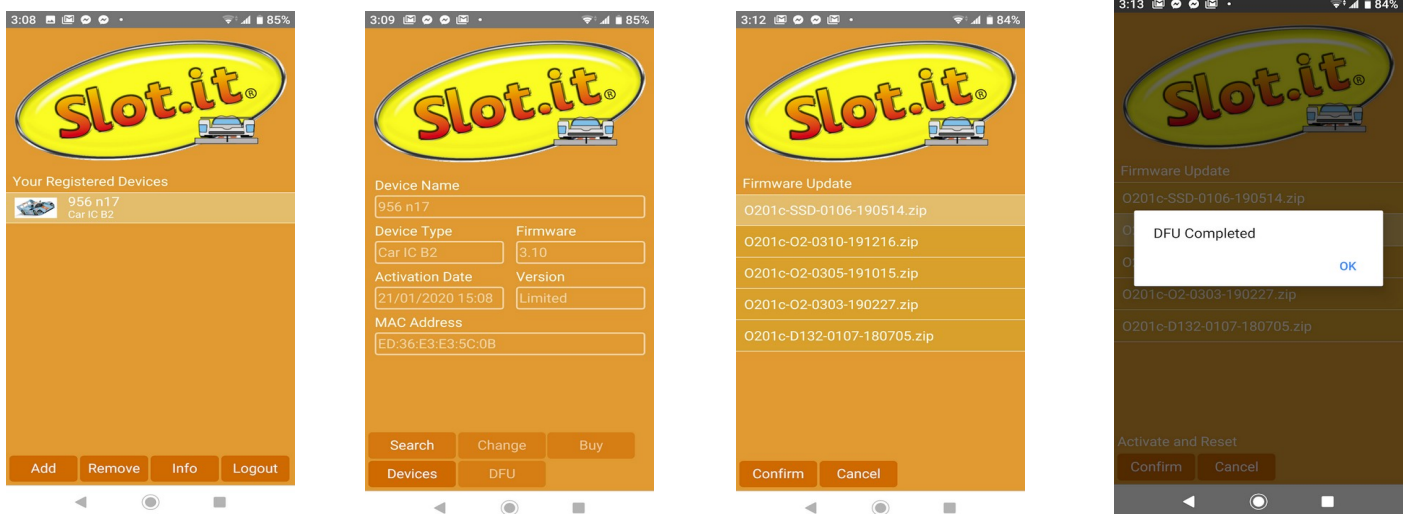 3:08
85%
Slot.it®
Your Registered Devices
956 n17
Car IC B2
Add Remove Info Logout
3:09
85%
Slot.it®
Device Name
956 n17
Device Type Firmware
Car IC B2 3.10
Activation Date Version
21/01/2020 15:08 Limited
MAC Address
ED:36:E3:E3:5C:0B
Search Change Buy
Devices DFU
3:12
84%
Slot.it®
Firmware Update
O201c-SSD-0106-190514.zip
O201c-O2-0310-191216.zip
O201c-O2-0305-191015.zip
O201c-O2-0303-190227.zip
O201c-D132-0107-180705.zip
Confirm Cancel
3:13
84%
Slot.it®
Firmware Update
O201c-SSD-0106-190514.zip
DFU Completed
OK
O201c-O2-0303-190227.zip
O201c-D132-0107-180705.zip
Activate and Reset
Confirm Cancel